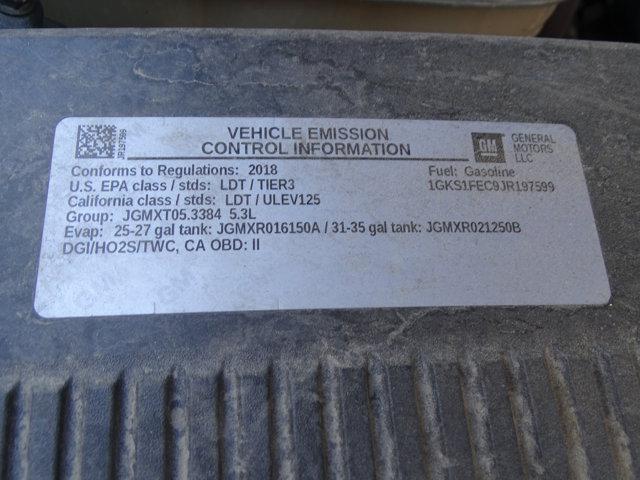 JR197599
VEHICLE EMISSION
CONTROL INFORMATION
GM
GENERAL
MOTORS
LLC
Conforms to Regulations: 2018
Fuel: Gasoline
U.S. EPA class / stds: LDT / TIER3
1GKS1FEC9JR197599
California class / stds: LDT / ULEV125
Group: JGMXT05.3384 5.3L
Evap: 25-27 gal tank: JGMXR016150A / 31-35 gal tank: JGMXR021250B
DGI/HO2S/TWC, CA OBD: II